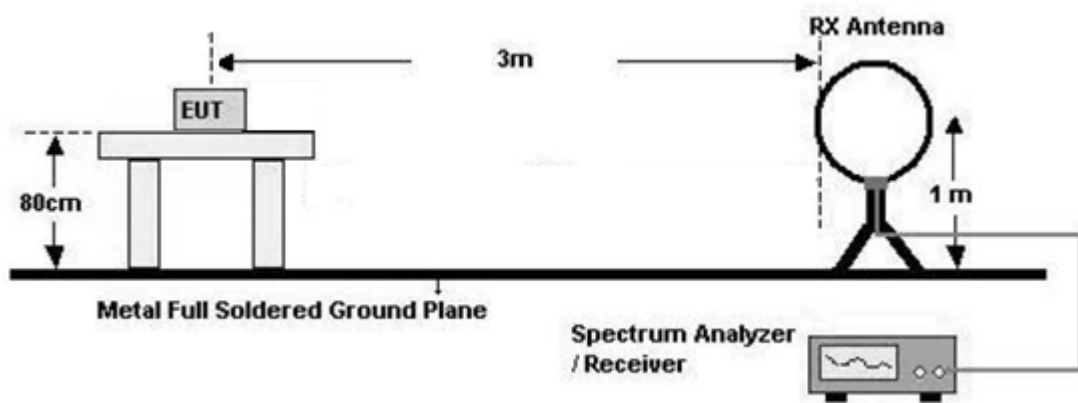 RX Antenna
3m
EUT
80cm
1 m
Metal Full Soldered Ground Plane
Spectrum Analyzer
/ Receiver